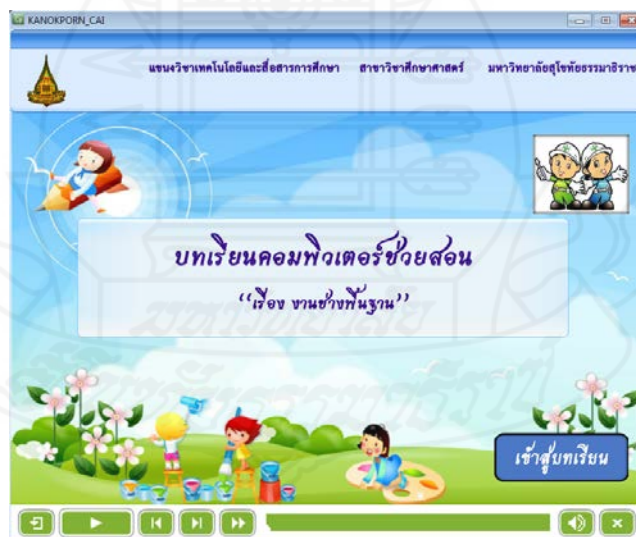 KANOKPORN_CAI
แขนงวิชาเทคโนโลยีและสื่อสารการศึกษา สาขาวิชาศึกษาศาสตร์ มหาวิทยาลัยสุโขทัยธรรมาธิราช
บทเรียนคอมพิวเตอร์ช่วยสอน
‘‘เรื่อง งานช่างพื้นฐาน’’
เข้าสู่บทเรียน